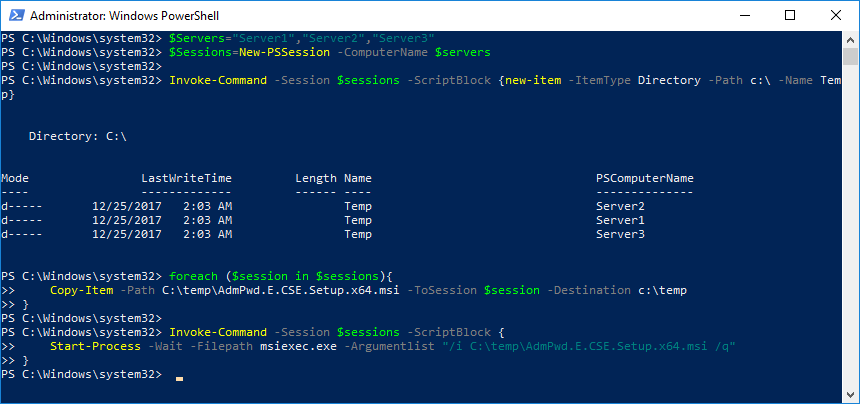 Administrator: Windows PowerShell
PS C:\Windows\system32> $Servers="Server1","Server2","Server3"
PS C:\Windows\system32> $Sessions=New-PSSession -ComputerName $servers
PS C:\Windows\system32>
PS C:\Windows\system32> Invoke-Command -Session $sessions -ScriptBlock {new-item -ItemType Directory -Path c:\ -Name Tem
p}
    Directory: C:\
Mode                LastWriteTime         Length Name                                PSComputerName
----                -------------         ------ ----                                --------------
d-----       12/25/2017   2:03 AM                Temp                                Server2
d-----       12/25/2017   2:03 AM                Temp                                Server1
d-----       12/25/2017   2:03 AM                Temp                                Server3
PS C:\Windows\system32> foreach ($session in $sessions){
>>     Copy-Item -Path C:\temp\AdmPwd.E.CSE.Setup.x64.msi -ToSession $session -Destination c:\temp
>> }
PS C:\Windows\system32>
PS C:\Windows\system32> Invoke-Command -Session $sessions -ScriptBlock {
>>     Start-Process -Wait -Filepath msiexec.exe -Argumentlist "/i C:\temp\AdmPwd.E.CSE.Setup.x64.msi /q"
>> }
PS C:\Windows\system32>